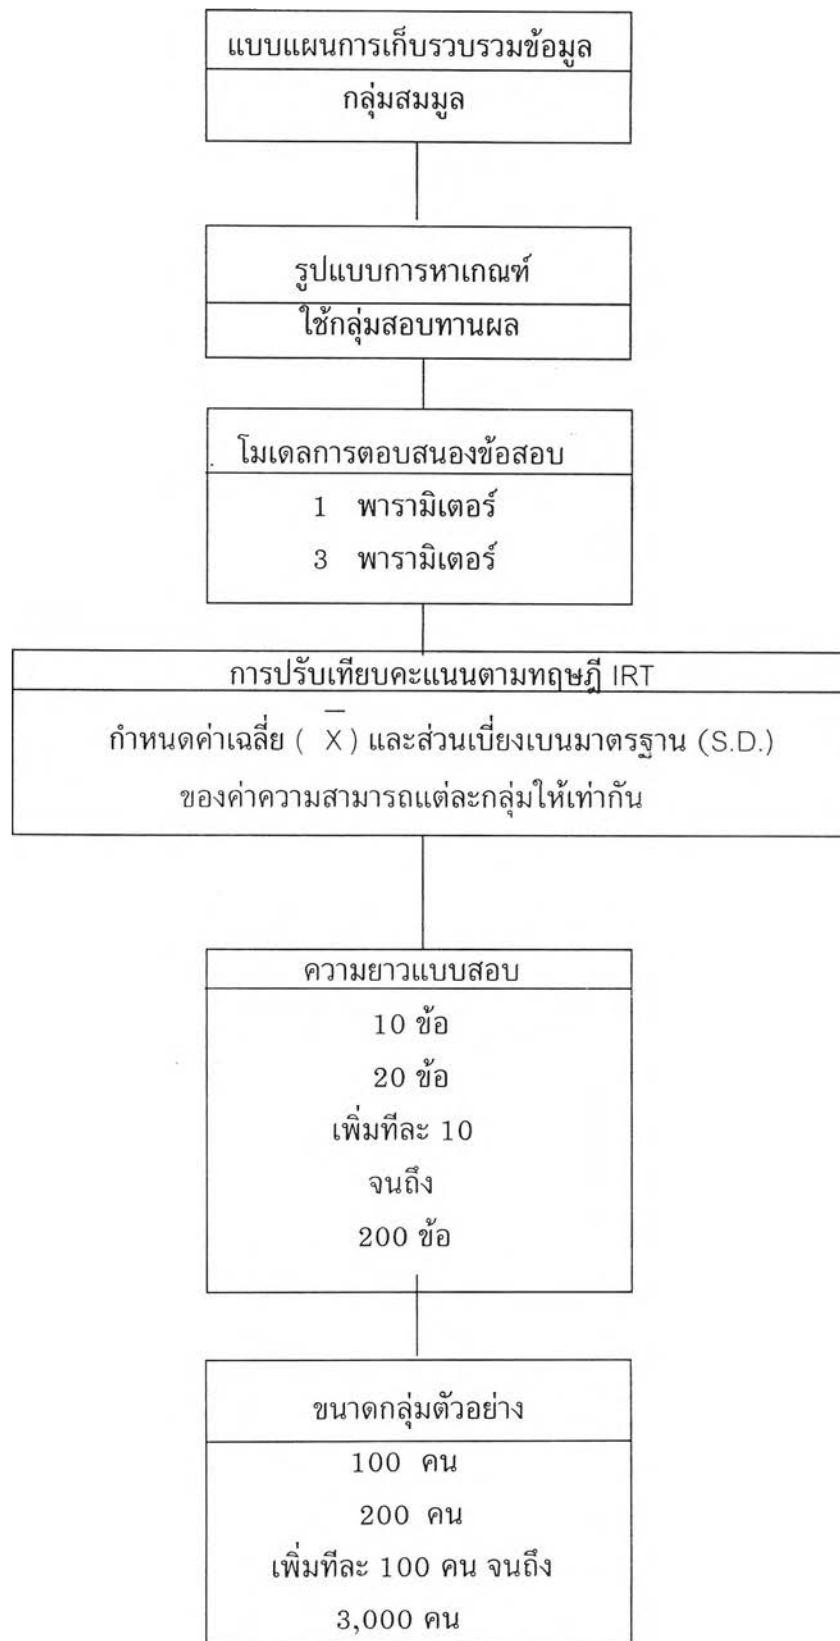 แบบแผนการเก็บรวบรวมข้อมูล
กลุ่มสมมูล
รูปแบบการหาเกณฑ์
ใช้กลุ่มสอบทานผล
โมเดลการตอบสนองข้อสอบ
1 พารามิเตอร์
3 พารามิเตอร์
การปรับเทียบคะแนนตามทฤษฎี IRT
กำหนดค่าเฉลี่ย ( X̄ ) และส่วนเบี่ยงเบนมาตรฐาน (S.D.)
ของค่าความสามารถแต่ละกลุ่มให้เท่ากัน
ความยาวแบบสอบ
10 ข้อ
20 ข้อ
เพิ่มทีละ 10
จนถึง
200 ข้อ
ขนาดกลุ่มตัวอย่าง
100 คน
200 คน
เพิ่มทีละ 100 คน จนถึง
3,000 คน